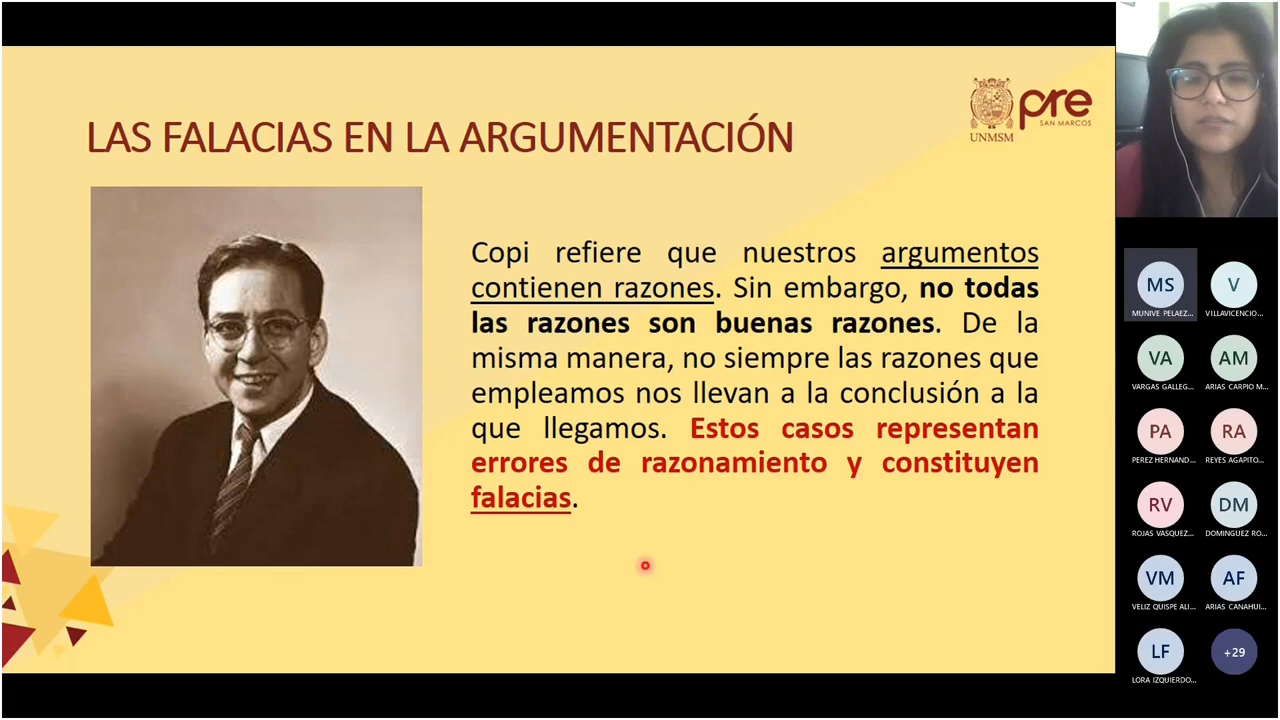 LAS FALACIAS EN LA ARGUMENTACIÓN
UNMSM
pre
SAN MARCOS
Copi refiere que nuestros argumentos
contienen razones. Sin embargo, no todas
las razones son buenas razones. De la
misma manera, no siempre las razones que
empleamos nos llevan a la conclusión a la
que llegamos. Estos casos representan
errores de razonamiento y constituyen
falacias.
MS
V
MUNIVE PELAEZ...
VILLAVICENCIO...
VA
AM
VARGAS GALLEG...
ARIAS CARPIO M...
PA
RA
PEREZ HERNAND...
REYES AGAPITO...
RV
DM
ROJAS VASQUEZ...
DOMINGUEZ RO...
VM
AF
VELIZ QUISPE ALI...
ARIAS CANAHUI...
LF
+29
LORA IZQUIERDO...